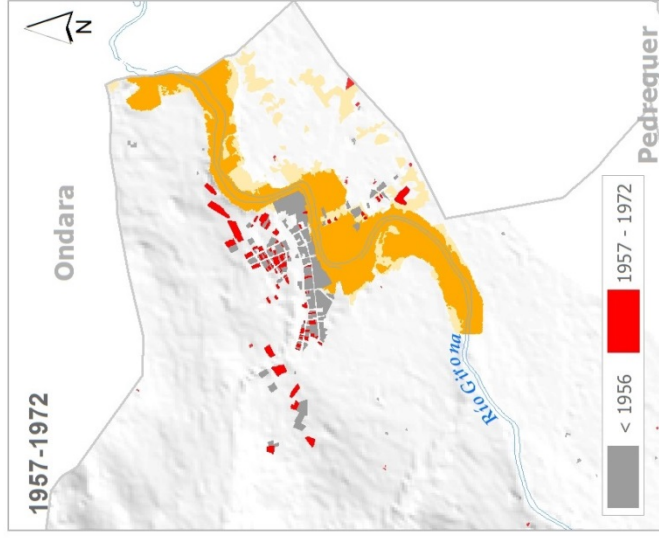 1957-1972
Ondara
N
Río Girona
Pedreguer
< 1956
1957 - 1972